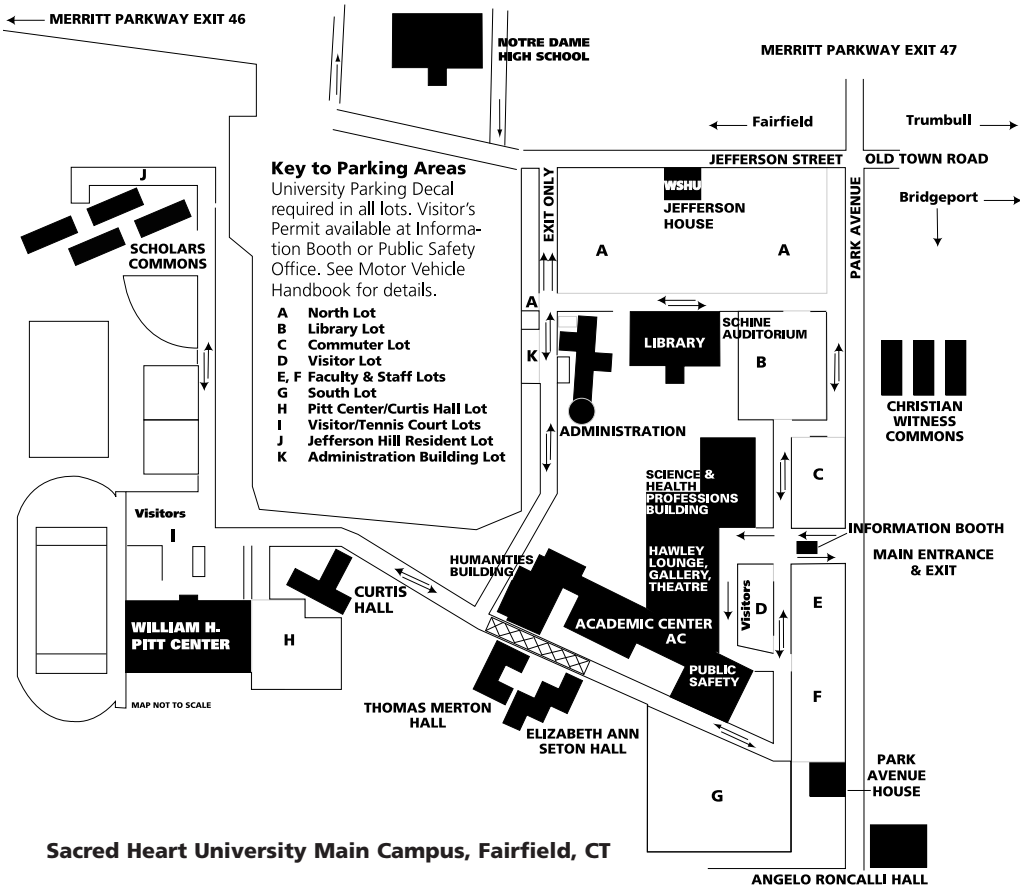 MERRITT PARKWAY EXIT 46
NOTRE DAME
HIGH SCHOOL
MERRITT PARKWAY EXIT 47
Fairfield
Trumbull
JEFFERSON STREET
OLD TOWN ROAD
Bridgeport
PARK AVENUE
EXIT ONLY
WSHU
JEFFERSON
HOUSE
A
A
J
SCHOLARS
COMMONS
Key to Parking Areas
University Parking Decal
required in all lots. Visitor's
Permit available at Informa-
tion Booth or Public Safety
Office. See Motor Vehicle
Handbook for details.
A North Lot
B Library Lot
C Commuter Lot
D Visitor Lot
E, F Faculty & Staff Lots
G South Lot
H Pitt Center/Curtis Hall Lot
I Visitor/Tennis Court Lots
J Jefferson Hill Resident Lot
K Administration Building Lot
A
K
LIBRARY
SCHINE
AUDITORIUM
B
ADMINISTRATION
CHRISTIAN
WITNESS
COMMONS
SCIENCE &
HEALTH
PROFESSIONS
BUILDING
C
INFORMATION BOOTH
MAIN ENTRANCE
& EXIT
Visitors
I
HUMANITIES
BUILDING
HAWLEY
LOUNGE,
GALLERY,
THEATRE
CURTIS
HALL
Visitors
D
E
WILLIAM H.
PITT CENTER
H
ACADEMIC CENTER
AC
PUBLIC
SAFETY
F
MAP NOT TO SCALE
THOMAS MERTON
HALL
ELIZABETH ANN
SETON HALL
G
PARK
AVENUE
HOUSE
Sacred Heart University Main Campus, Fairfield, CT
ANGELO RONCALLI HALL